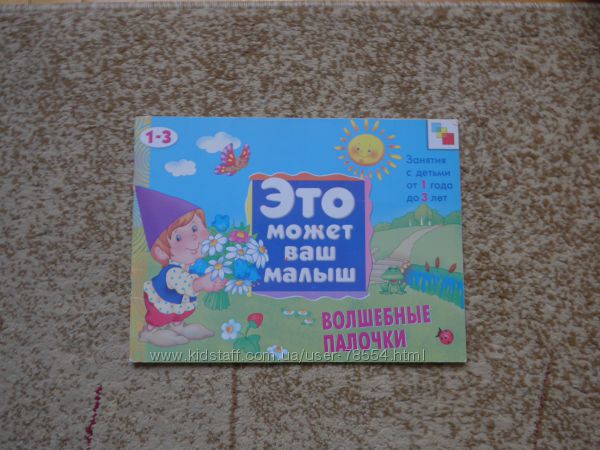 1-3
Занятия
с детьми
от 1 года
до 3 лет
Это
может
ваш
малыш
ВОЛШЕБНЫЕ
ПАЛОЧКИ
www.kidstaff.com.ua/user-78554.html